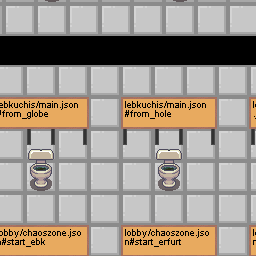 lebkuchis/main.json
#from_globe
lebkuchis/main.json
#from_hole
lobby/chaoszone.jso
n#start_ebk
lobby/chaoszone.jso
n#start_erfurt